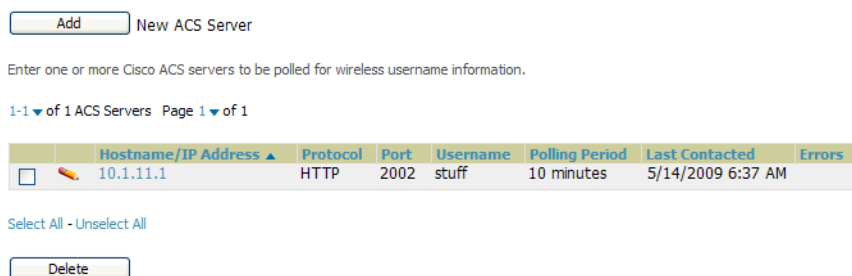 Add New ACS Server
Enter one or more Cisco ACS servers to be polled for wireless username information.
1-1 of 1 ACS Servers Page 1 of 1
Hostname/IP Address Protocol Port Username Polling Period Last Contacted Errors
10.1.11.1 HTTP 2002 stuff 10 minutes 5/14/2009 6:37 AM
Select All - Unselect All
Delete